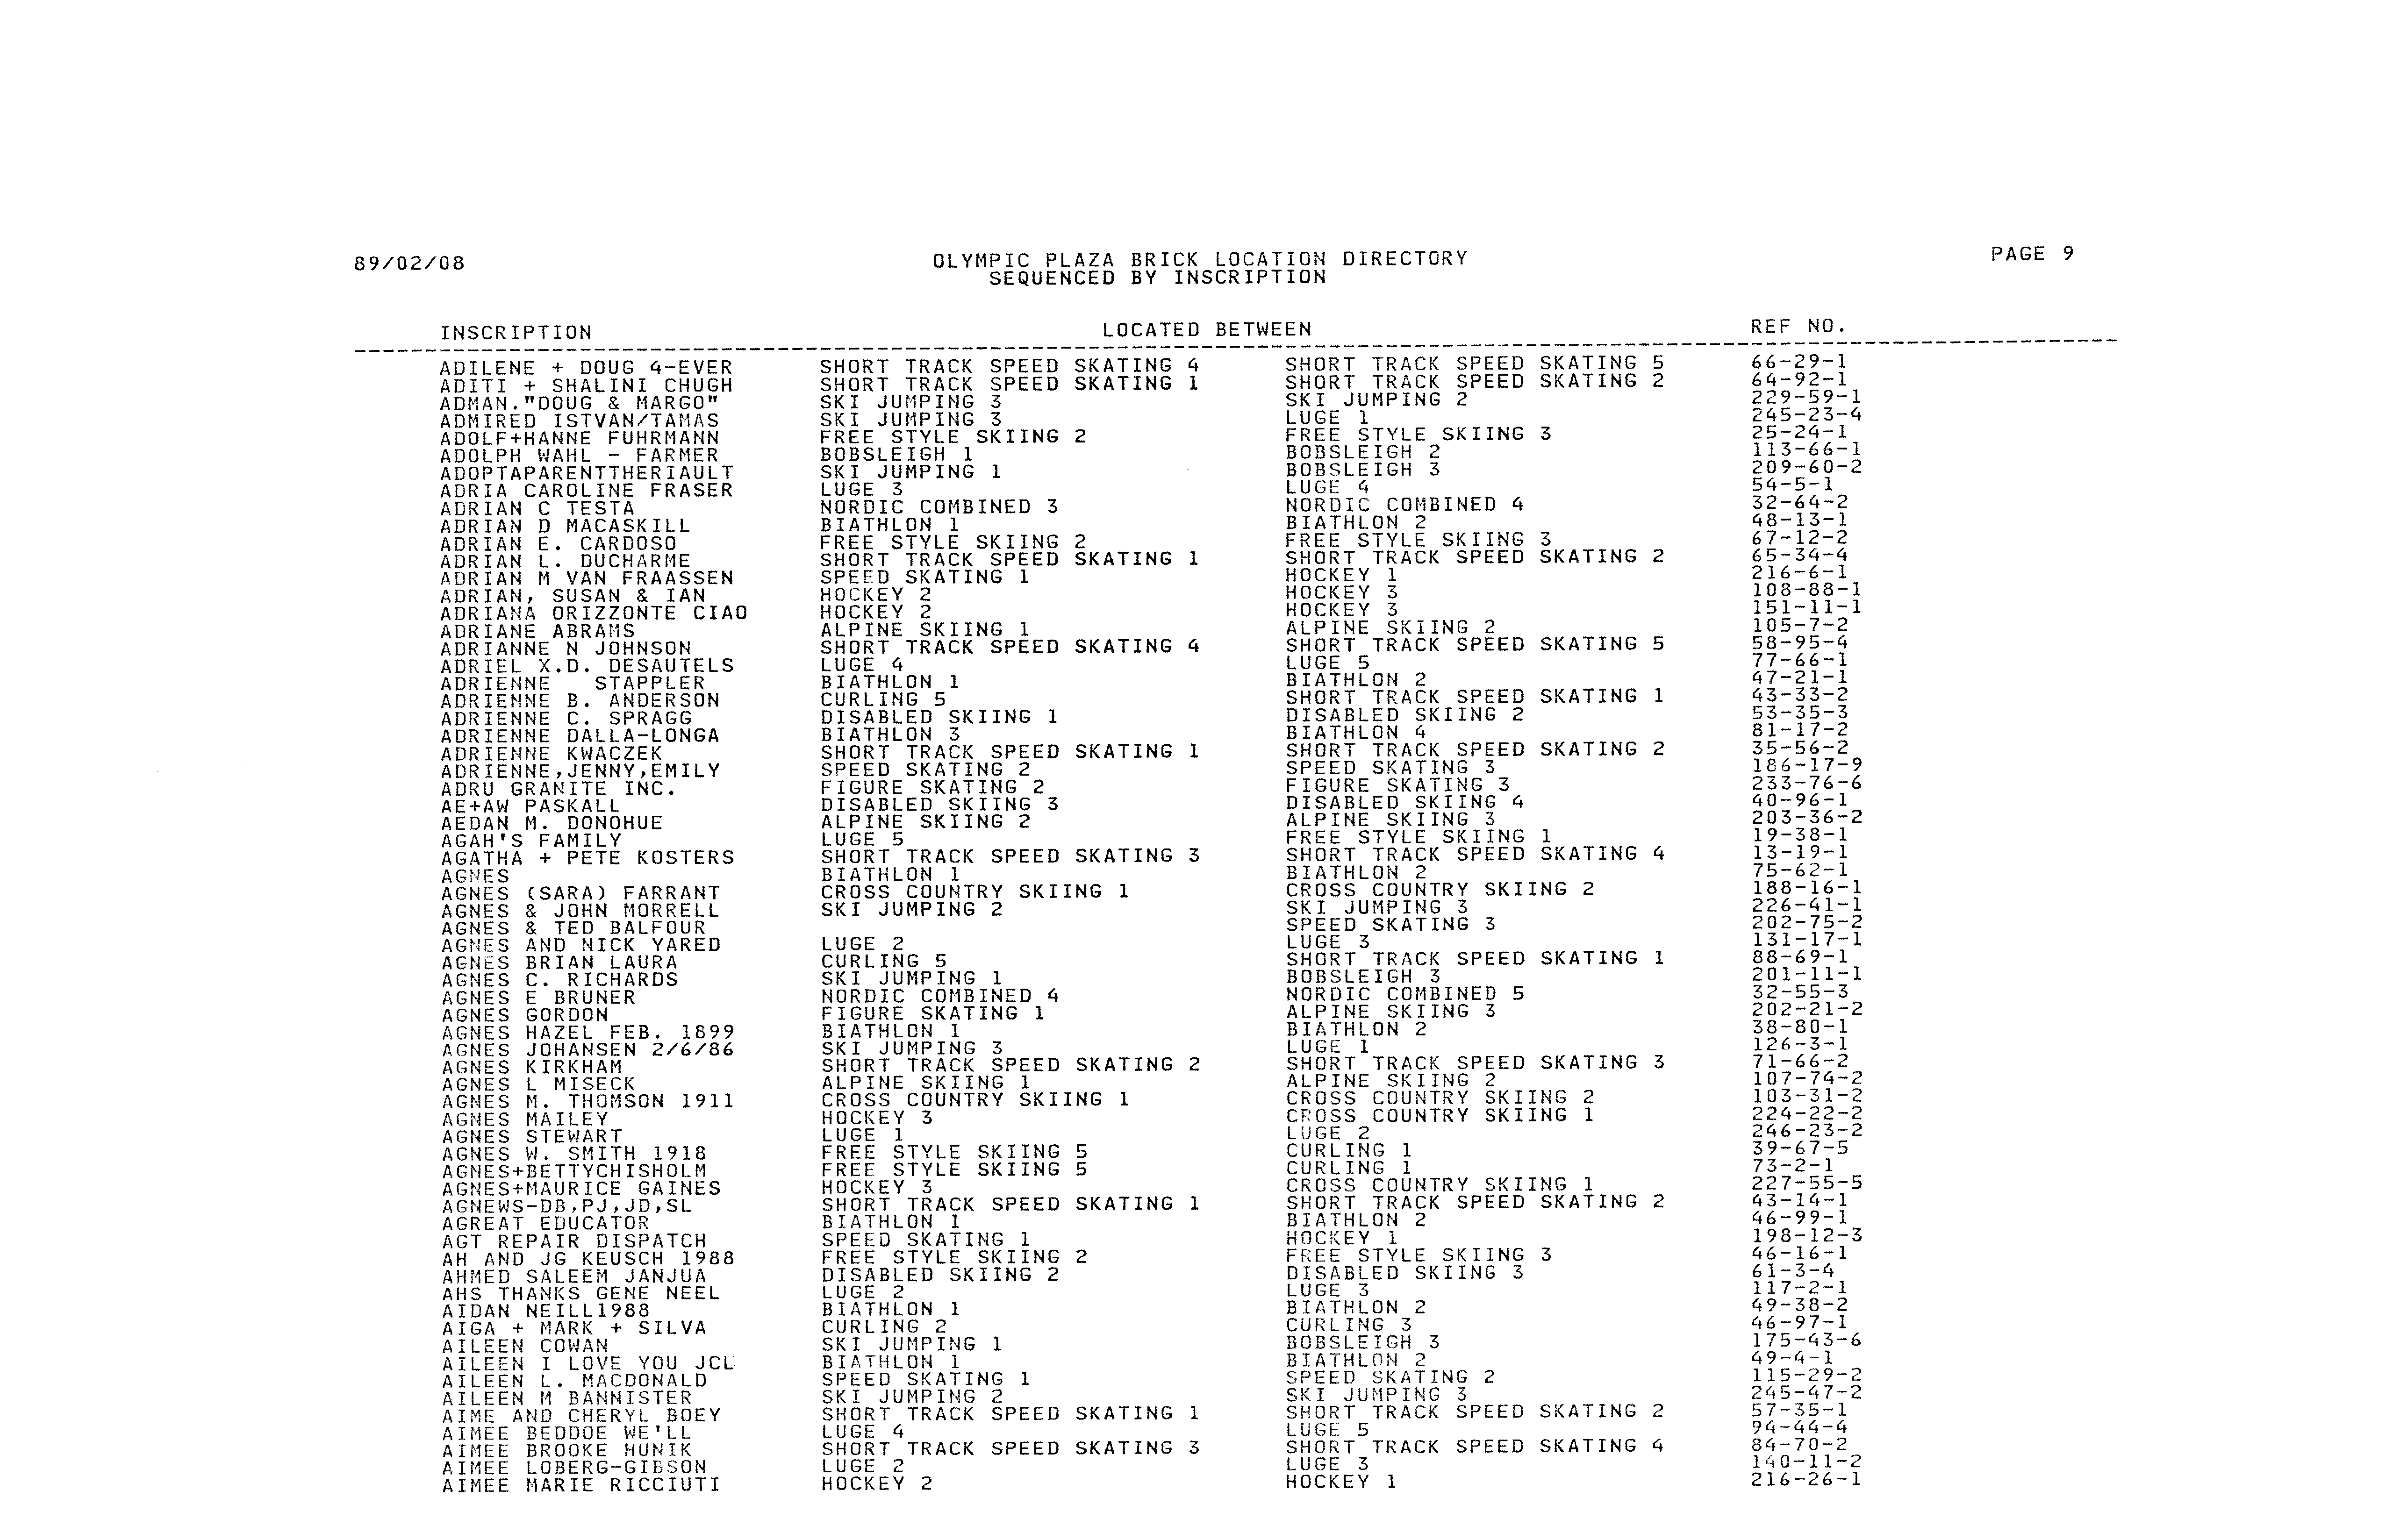 89/02/08 OLYMPIC PLAZA BRICK LOCATION DIRECTORY PAGE 9
SEQUENCED BY INSCRIPTION
INSCRIPTION LOCATED BETWEEN REF NO.
ADILENE + DOUG 4-EVER SHORT TRACK SPEED SKATING 4 SHORT TRACK SPEED SKATING 5 66-29-1
ADITI + SHALINI CHUGH SHORT TRACK SPEED SKATING 1 SHORT TRACK SPEED SKATING 2 64-92-1
ADMAN."DOUG & MARGO" SKI JUMPING 3 SKI JUMPING 2 229-59-1
ADMIRED ISTVAN/TAMAS SKI JUMPING 3 LUGE 1 245-23-4
ADOLF+HANNE FUHRMANN FREE STYLE SKIING 2 FREE STYLE SKIING 3 25-24-1
ADOLPH WAHL - FARMER BOBSLEIGH 1 BOBSLEIGH 2 113-66-1
ADOPTAPARENTTHERIAULT SKI JUMPING 1 BOBSLEIGH 3 209-60-2
ADRIA CAROLINE FRASER LUGE 3 LUGE 4 54-5-1
ADRIAN C TESTA NORDIC COMBINED 3 NORDIC COMBINED 4 32-64-2
ADRIAN D MACASKILL BIATHLON 1 BIATHLON 2 48-13-1
ADRIAN E. CARDOSO FREE STYLE SKIING 2 FREE STYLE SKIING 3 67-12-2
ADRIAN L. DUCHARME SHORT TRACK SPEED SKATING 1 SHORT TRACK SPEED SKATING 2 65-34-4
ADRIAN M VAN FRAASSEN SPEED SKATING 1 HOCKEY 1 216-6-1
ADRIAN, SUSAN & IAN HOCKEY 2 HOCKEY 3 108-88-1
ADRIANA ORIZZONTE CIAO HOCKEY 2 HOCKEY 3 151-11-1
ADRIANE ABRAMS ALPINE SKIING 1 ALPINE SKIING 2 105-7-2
ADRIANNE N JOHNSON SHORT TRACK SPEED SKATING 4 SHORT TRACK SPEED SKATING 5 58-95-4
ADRIEL X.D. DESAUTELS LUGE 4 LUGE 5 77-66-1
ADRIENNE STAPPLER BIATHLON 1 BIATHLON 2 47-21-1
ADRIENNE B. ANDERSON CURLING 5 SHORT TRACK SPEED SKATING 1 43-33-2
ADRIENNE C. SPRAGG DISABLED SKIING 1 DISABLED SKIING 2 53-35-3
ADRIENNE DALLA-LONGA BIATHLON 3 BIATHLON 4 81-17-2
ADRIENNE KWACZEK SHORT TRACK SPEED SKATING 1 SHORT TRACK SPEED SKATING 2 35-56-2
ADRIENNE,JENNY,EMILY SPEED SKATING 2 SPEED SKATING 3 186-17-9
ADRU GRANITE INC. FIGURE SKATING 2 FIGURE SKATING 3 233-76-6
AE+AW PASKALL DISABLED SKIING 3 DISABLED SKIING 4 40-96-1
AEDAN M. DONOHUE ALPINE SKIING 2 ALPINE SKIING 3 203-36-2
AGAH'S FAMILY LUGE 5 FREE STYLE SKIING 1 19-38-1
AGATHA + PETE KOSTERS SHORT TRACK SPEED SKATING 3 SHORT TRACK SPEED SKATING 4 13-19-1
AGNES BIATHLON 1 BIATHLON 2 75-62-1
AGNES (SARA) FARRANT CROSS COUNTRY SKIING 1 CROSS COUNTRY SKIING 2 188-16-1
AGNES & JOHN MORRELL SKI JUMPING 2 SKI JUMPING 3 226-41-1
AGNES & TED BALFOUR SPEED SKATING 3 202-75-2
AGNES AND NICK YARED LUGE 2 LUGE 3 131-17-1
AGNES BRIAN LAURA CURLING 5 SHORT TRACK SPEED SKATING 1 88-69-1
AGNES C. RICHARDS SKI JUMPING 1 BOBSLEIGH 3 201-11-1
AGNES E BRUNER NORDIC COMBINED 4 NORDIC COMBINED 5 32-55-3
AGNES GORDON FIGURE SKATING 1 ALPINE SKIING 3 202-21-2
AGNES HAZEL FEB. 1899 BIATHLON 1 BIATHLON 2 38-80-1
AGNES JOHANSEN 2/6/86 SKI JUMPING 3 LUGE 1 126-3-1
AGNES KIRKHAM SHORT TRACK SPEED SKATING 2 SHORT TRACK SPEED SKATING 3 71-66-2
AGNES L MISECK ALPINE SKIING 1 ALPINE SKIING 2 107-74-2
AGNES M. THOMSON 1911 CROSS COUNTRY SKIING 1 CROSS COUNTRY SKIING 2 103-31-2
AGNES MAILEY HOCKEY 3 CROSS COUNTRY SKIING 1 224-22-2
AGNES STEWART LUGE 1 LUGE 2 246-23-2
AGNES W. SMITH 1918 FREE STYLE SKIING 5 CURLING 1 39-67-5
AGNES+BETTYCHISHOLM FREE STYLE SKIING 5 CURLING 1 73-2-1
AGNES+MAURICE GAINES HOCKEY 3 CROSS COUNTRY SKIING 1 227-55-5
AGNEWS-DB,PJ,JD,SL SHORT TRACK SPEED SKATING 1 SHORT TRACK SPEED SKATING 2 43-14-1
AGREAT EDUCATOR BIATHLON 1 BIATHLON 2 46-99-1
AGT REPAIR DISPATCH SPEED SKATING 1 HOCKEY 1 198-12-3
AH AND JG KEUSCH 1988 FREE STYLE SKIING 2 FREE STYLE SKIING 3 46-16-1
AHMED SALEEM JANJUA DISABLED SKIING 2 DISABLED SKIING 3 61-3-4
AHS THANKS GENE NEEL LUGE 2 LUGE 3 117-2-1
AIDAN NEILL1988 BIATHLON 1 BIATHLON 2 49-38-2
AIGA + MARK + SILVA CURLING 2 CURLING 3 46-97-1
AILEEN COWAN SKI JUMPING 1 BOBSLEIGH 3 175-43-6
AILEEN I LOVE YOU JCL BIATHLON 1 BIATHLON 2 49-4-1
AILEEN L. MACDONALD SPEED SKATING 1 SPEED SKATING 2 115-29-2
AILEEN M BANNISTER SKI JUMPING 2 SKI JUMPING 3 245-47-2
AIME AND CHERYL BOEY SHORT TRACK SPEED SKATING 1 SHORT TRACK SPEED SKATING 2 57-35-1
AIMEE BEDDOE WE'LL LUGE 4 LUGE 5 94-44-4
AIMEE BROOKE HUNIK SHORT TRACK SPEED SKATING 3 SHORT TRACK SPEED SKATING 4 84-70-2
AIMEE LOBERG-GIBSON LUGE 2 LUGE 3 140-11-2
AIMEE MARIE RICCIUTI HOCKEY 2 HOCKEY 1 216-26-1